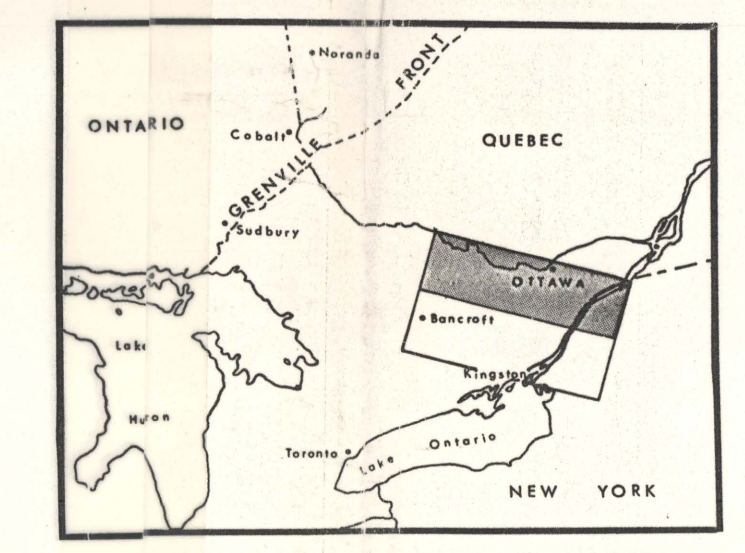 Noranda
FRONT
ONTARIO
Cobalt
QUEBEC
GRENVILLE
Sudbury
OTTAWA
Bancroft
Lake
Huron
Kingston
Toronto
Lake Ontario
NEW YORK